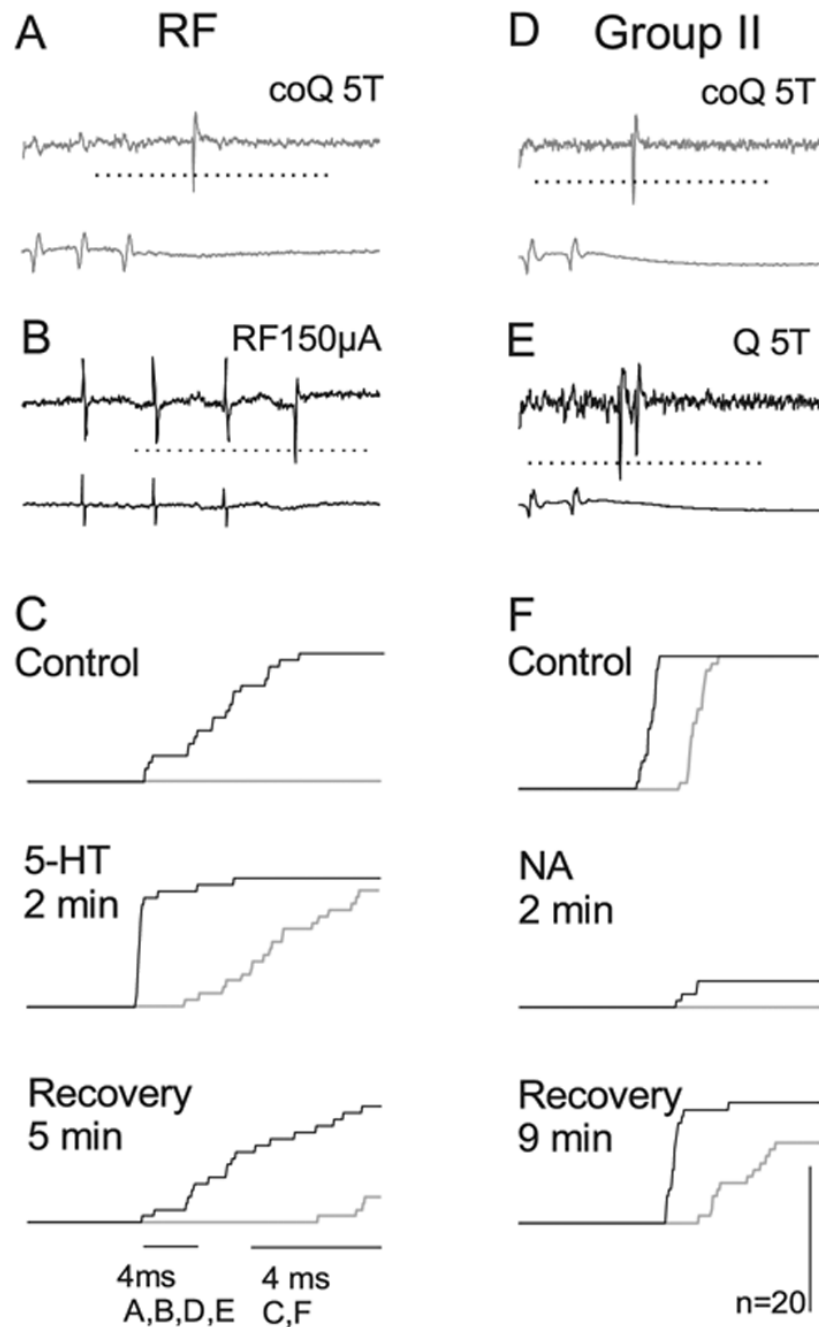 A RF
coQ 5T
B RF150µA
C
Control
5-HT
2 min
Recovery
5 min
4ms
A,B,D,E
4 ms
C,F
D Group II
coQ 5T
E Q 5T
F
Control
NA
2 min
Recovery
9 min
n=20